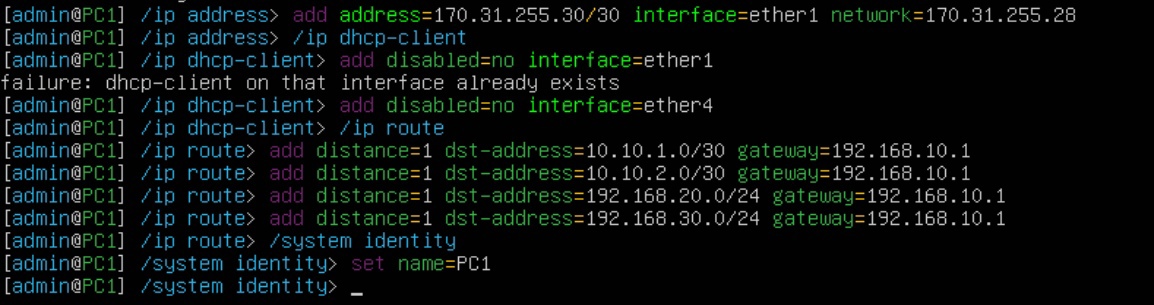 [admin@PC1] /ip address> add address=170.31.255.30/30 interface=ether1 network=170.31.255.28
[admin@PC1] /ip address> /ip dhcp-client
[admin@PC1] /ip dhcp-client> add disabled=no interface=ether1
failure: dhcp-client on that interface already exists
[admin@PC1] /ip dhcp-client> add disabled=no interface=ether4
[admin@PC1] /ip dhcp-client> /ip route
[admin@PC1] /ip route> add distance=1 dst-address=10.10.1.0/30 gateway=192.168.10.1
[admin@PC1] /ip route> add distance=1 dst-address=10.10.2.0/30 gateway=192.168.10.1
[admin@PC1] /ip route> add distance=1 dst-address=192.168.20.0/24 gateway=192.168.10.1
[admin@PC1] /ip route> add distance=1 dst-address=192.168.30.0/24 gateway=192.168.10.1
[admin@PC1] /ip route> /system identity
[admin@PC1] /system identity> set name=PC1
[admin@PC1] /system identity> _